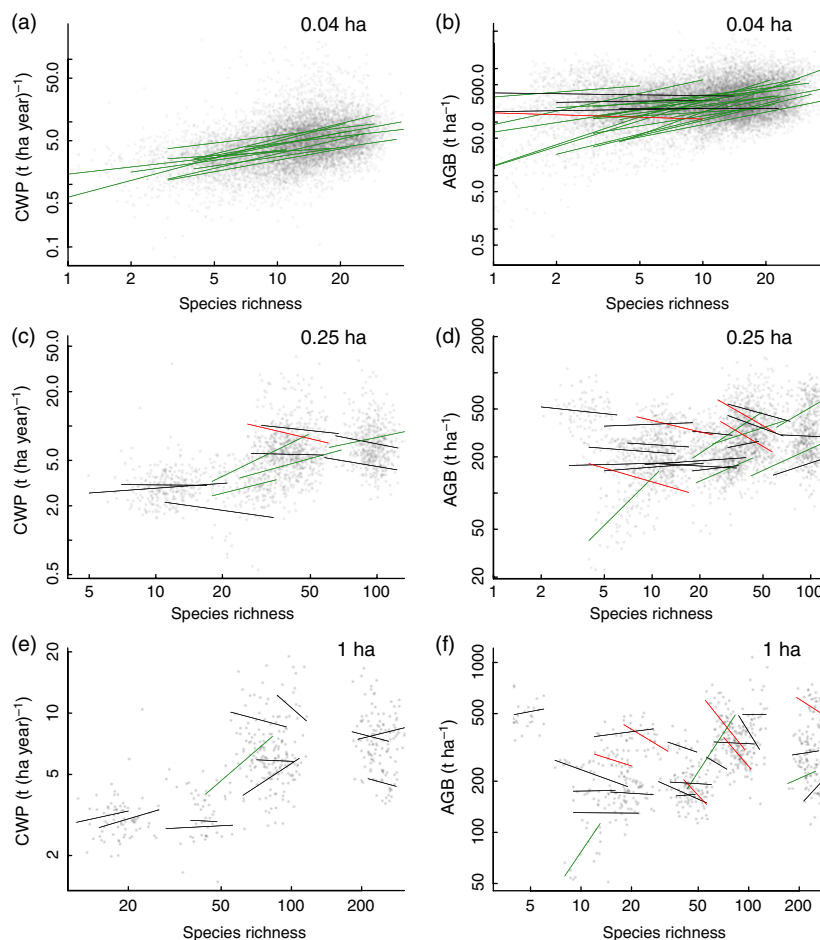 (a)
0.04 ha
CWP (t (ha year)⁻¹)
50.0
5.0
0.5
0.1
1
2
5
10
20
Species richness
(b)
0.04 ha
AGB (t ha⁻¹)
500.0
50.0
5.0
0.5
1
2
5
10
20
Species richness
(c)
0.25 ha
CWP (t (ha year)⁻¹)
50.0
20.0
5.0
2.0
0.5
5
10
20
50
100
Species richness
(d)
0.25 ha
AGB (t ha⁻¹)
2000
500
200
50
20
1
2
5
10
20
50
100
Species richness
(e)
1 ha
CWP (t (ha year)⁻¹)
20
10
5
2
20
50
100
200
Species richness
(f)
1 ha
AGB (t ha⁻¹)
1000
500
200
100
50
5
10
20
50
100
200
Species richness